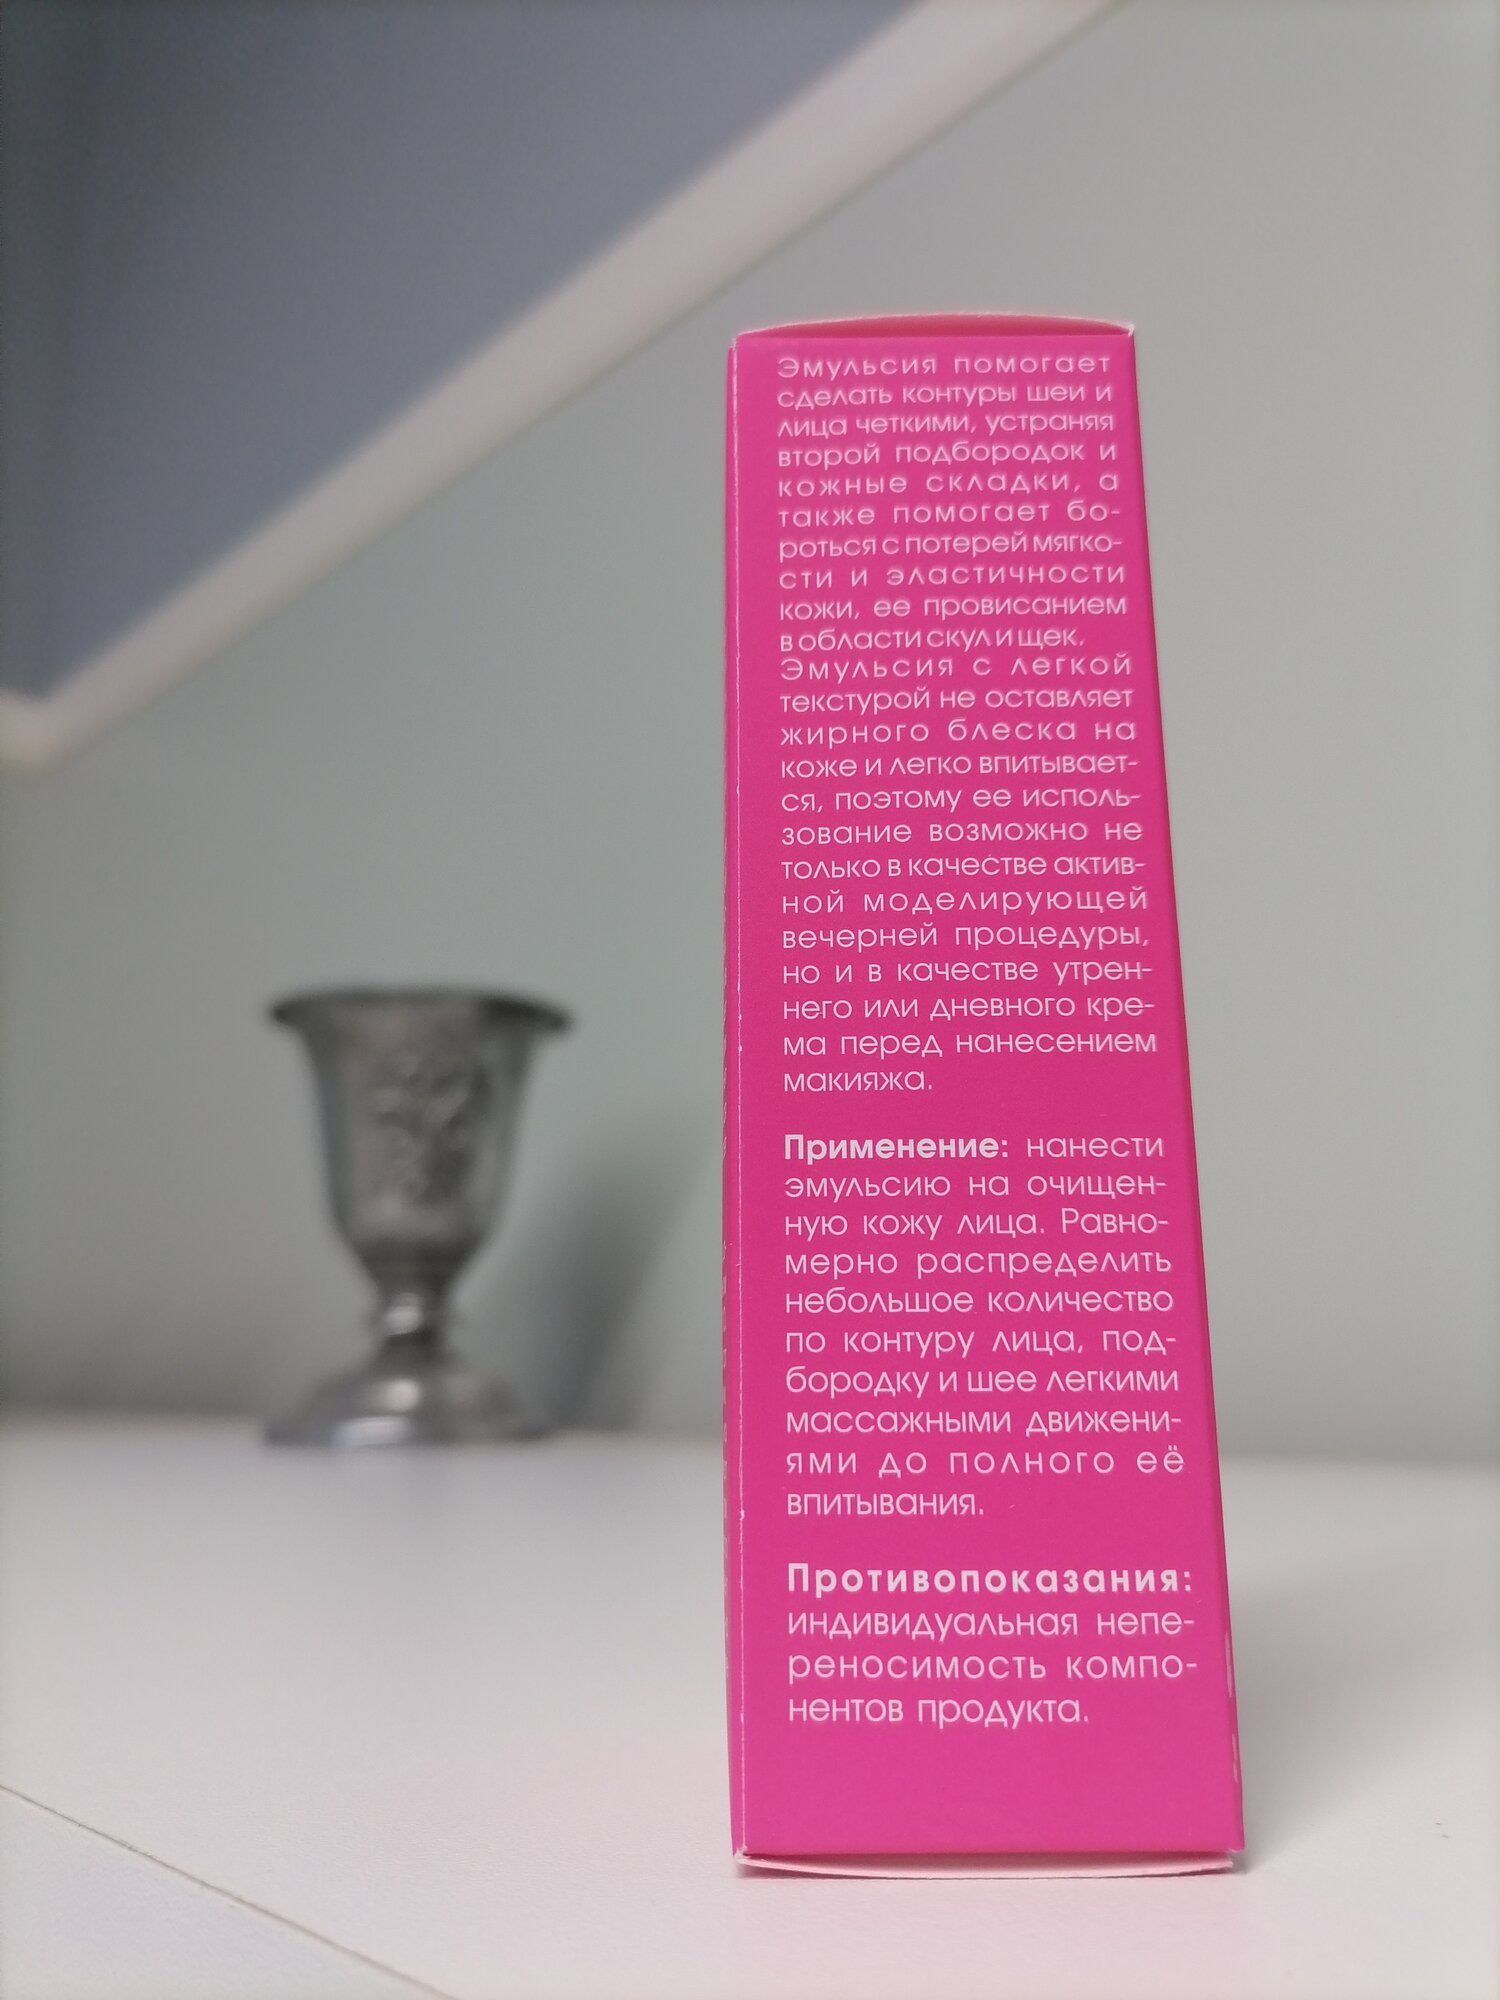 Эмульсия помогает
сделать контуры шеи и
лица четкими, устраняя
второй подбородок и
кожные складки, а
также помогает бо-
роться с потерей мягко-
сти и эластичности
кожи, ее провисанием
в области скул и щек.
Эмульсия с легкой
текстурой не оставляет
жирного блеска на
коже и легко впитывает-
ся, поэтому ее исполь-
зование возможно не
только в качестве актив-
ной моделирующей
вечерней процедуры,
но и в качестве утрен-
него или дневного кре-
ма перед нанесением
макияжа.
Применение: нанести
эмульсию на очищен-
ную кожу лица. Равно-
мерно распределить
небольшое количество
по контуру лица, под-
бородку и шее легкими
массажными движени-
ями до полного её
впитывания.
Противопоказания:
индивидуальная непе-
реносимость компо-
нентов продукта.